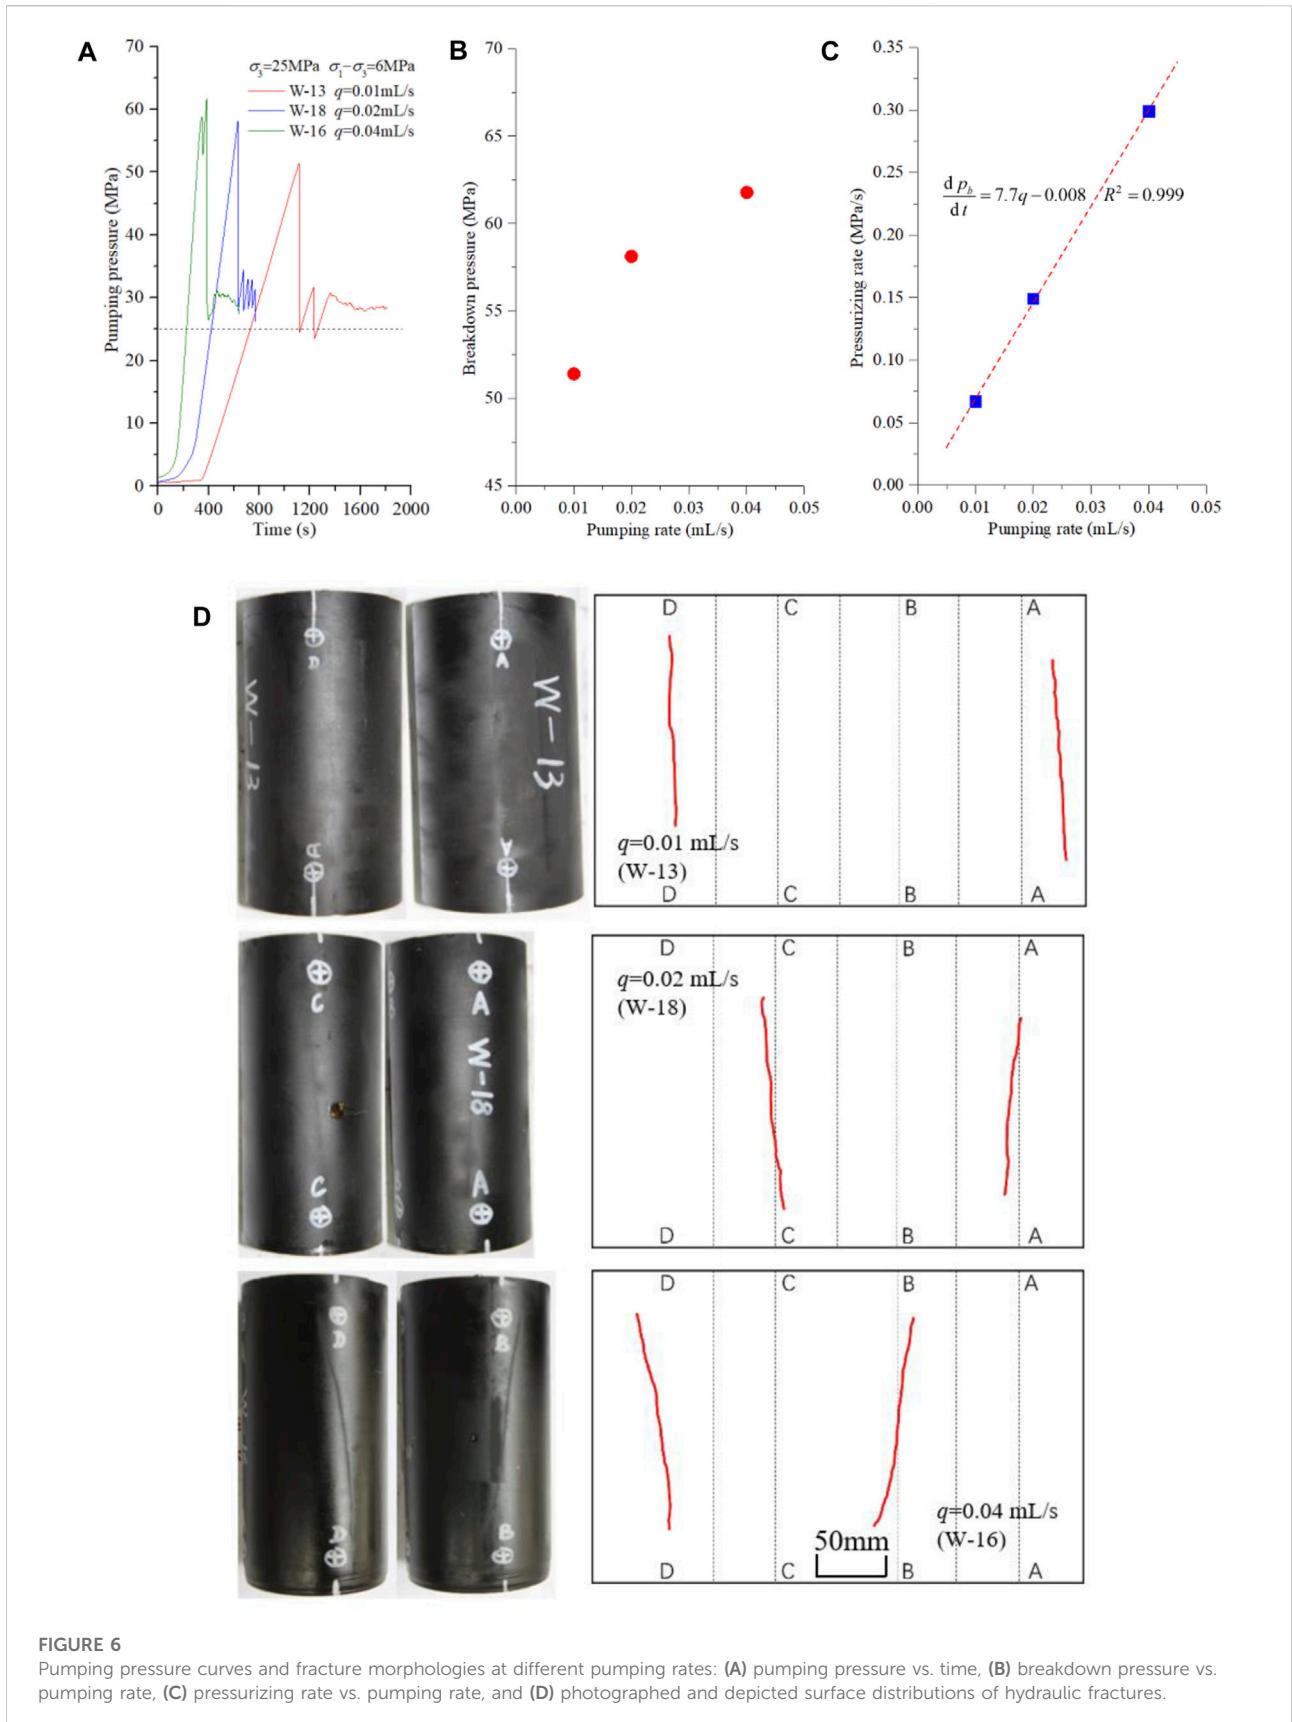 A
σ₃=25MPa σ₁−σ₃=6MPa
W-13 q=0.01mL/s
W-18 q=0.02mL/s
W-16 q=0.04mL/s
70
60
50
40
30
20
10
0
Pumping pressure (MPa)
0 400 800 1200 1600 2000
Time (s)
B
70
65
60
55
50
45
Breakdown pressure (MPa)
0.00 0.01 0.02 0.03 0.04 0.05
Pumping rate (mL/s)
C
0.35
0.30
0.25
0.20
0.15
0.10
0.05
0.00
Pressurizing rate (MPa/s)
d p_b / d t = 7.7q − 0.008 R² = 0.999
0.00 0.01 0.02 0.03 0.04 0.05
Pumping rate (mL/s)
D
D
A
W-13
A
W-13
A
D C B A
q=0.01 mL/s
(W-13)
D C B A
C
C
A
W-18
A
D C B A
q=0.02 mL/s
(W-18)
D C B A
D
D
B
B
D C B A
q=0.04 mL/s
(W-16)
50mm
D C B A
FIGURE 6
Pumping pressure curves and fracture morphologies at different pumping rates: (A) pumping pressure vs. time, (B) breakdown pressure vs.
pumping rate, (C) pressurizing rate vs. pumping rate, and (D) photographed and depicted surface distributions of hydraulic fractures.